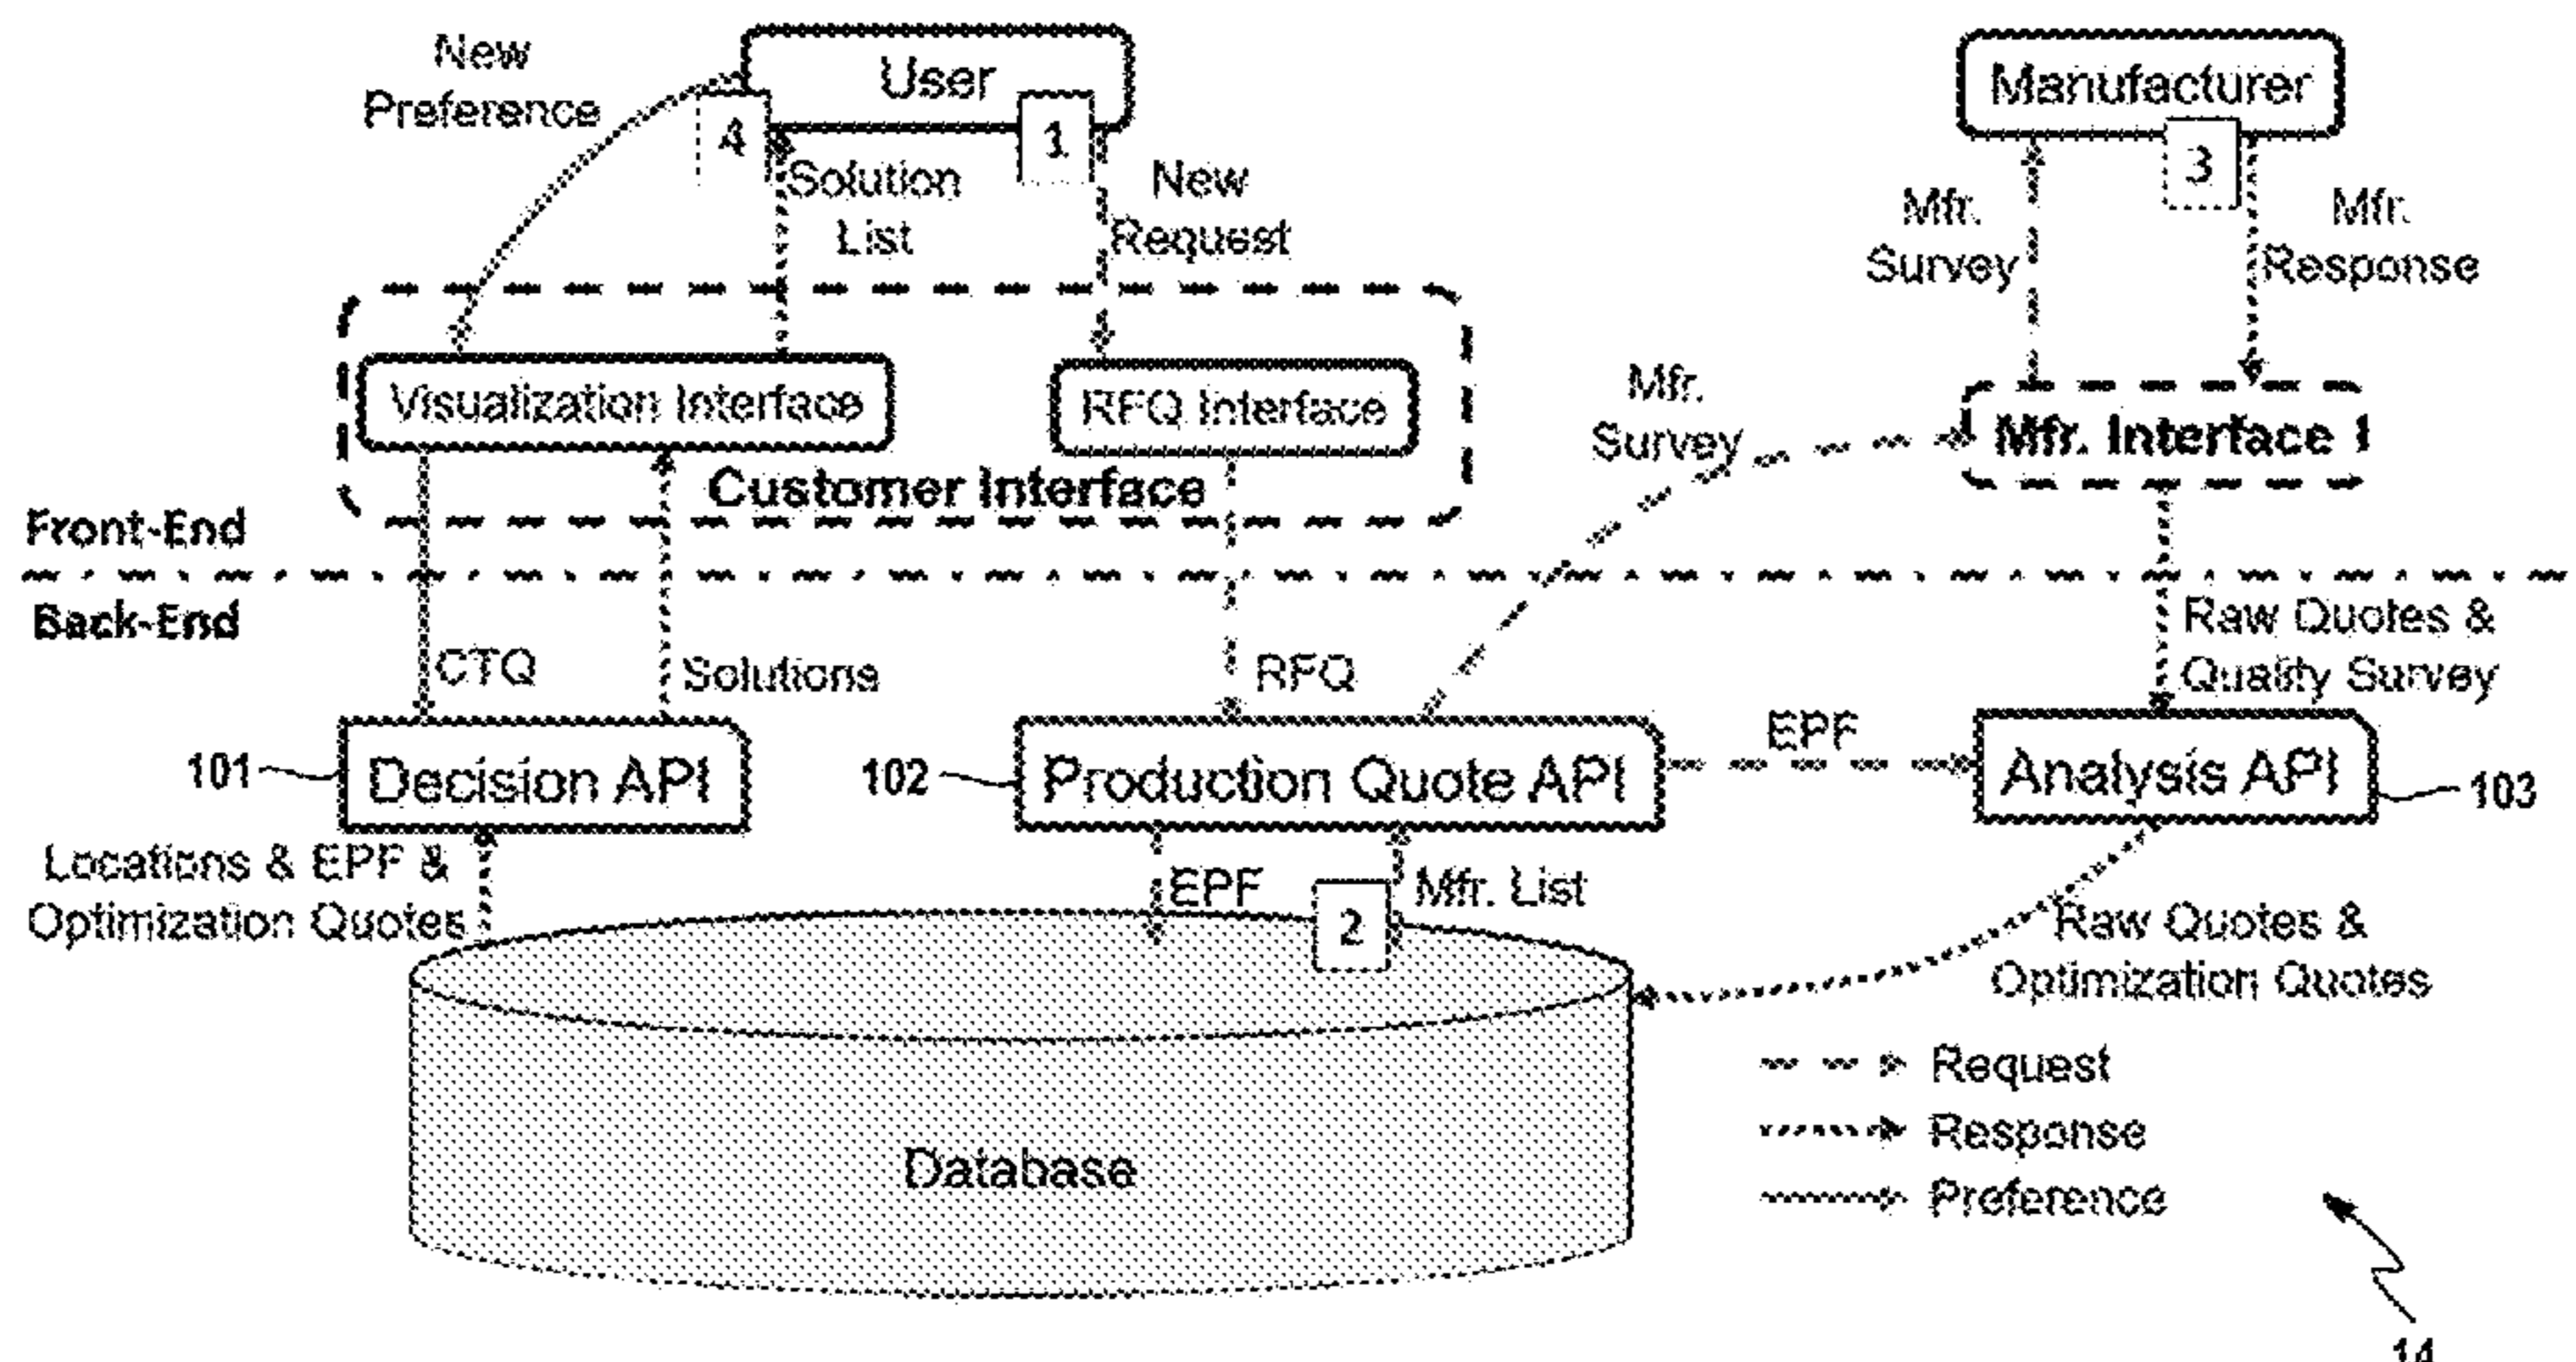 New
Preference
User
Manufacturer
4
1
3
Solution
List
New
Request
Mfr.
Survey
Mfr.
Response
Visualization Interface
RFQ Interface
Customer Interface
Mfr.
Survey
Mfr. Interface
Front-End
Back-End
CTQ
Solutions
RFQ
Raw Quotes &
Quality Survey
101
Decision API
102
Production Quote API
EPF
Analysis API
103
Locations & EPF &
Optimization Quotes
EPF
2
Mfr. List
Raw Quotes &
Optimization Quotes
Database
Request
Response
Preference
14